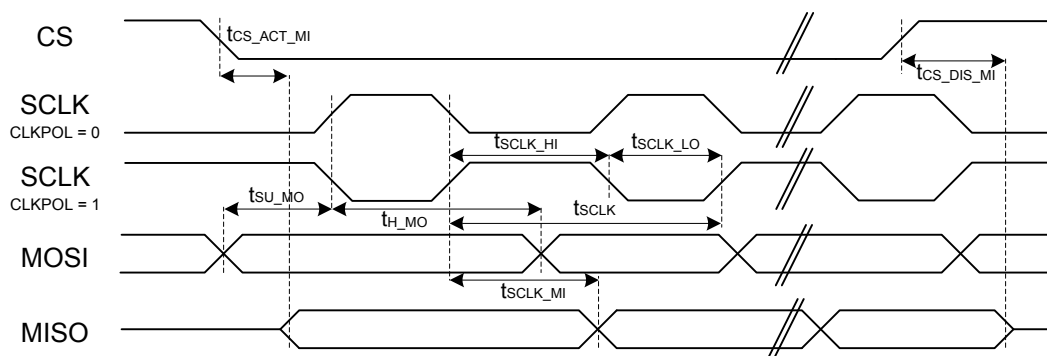 CS
tCS_ACT_MI
tCS_DIS_MI
SCLK
CLKPOL = 0
tSCLK_HI
tSCLK_LO
SCLK
CLKPOL = 1
tSU_MO
tH_MO
tSCLK
MOSI
tSCLK_MI
MISO